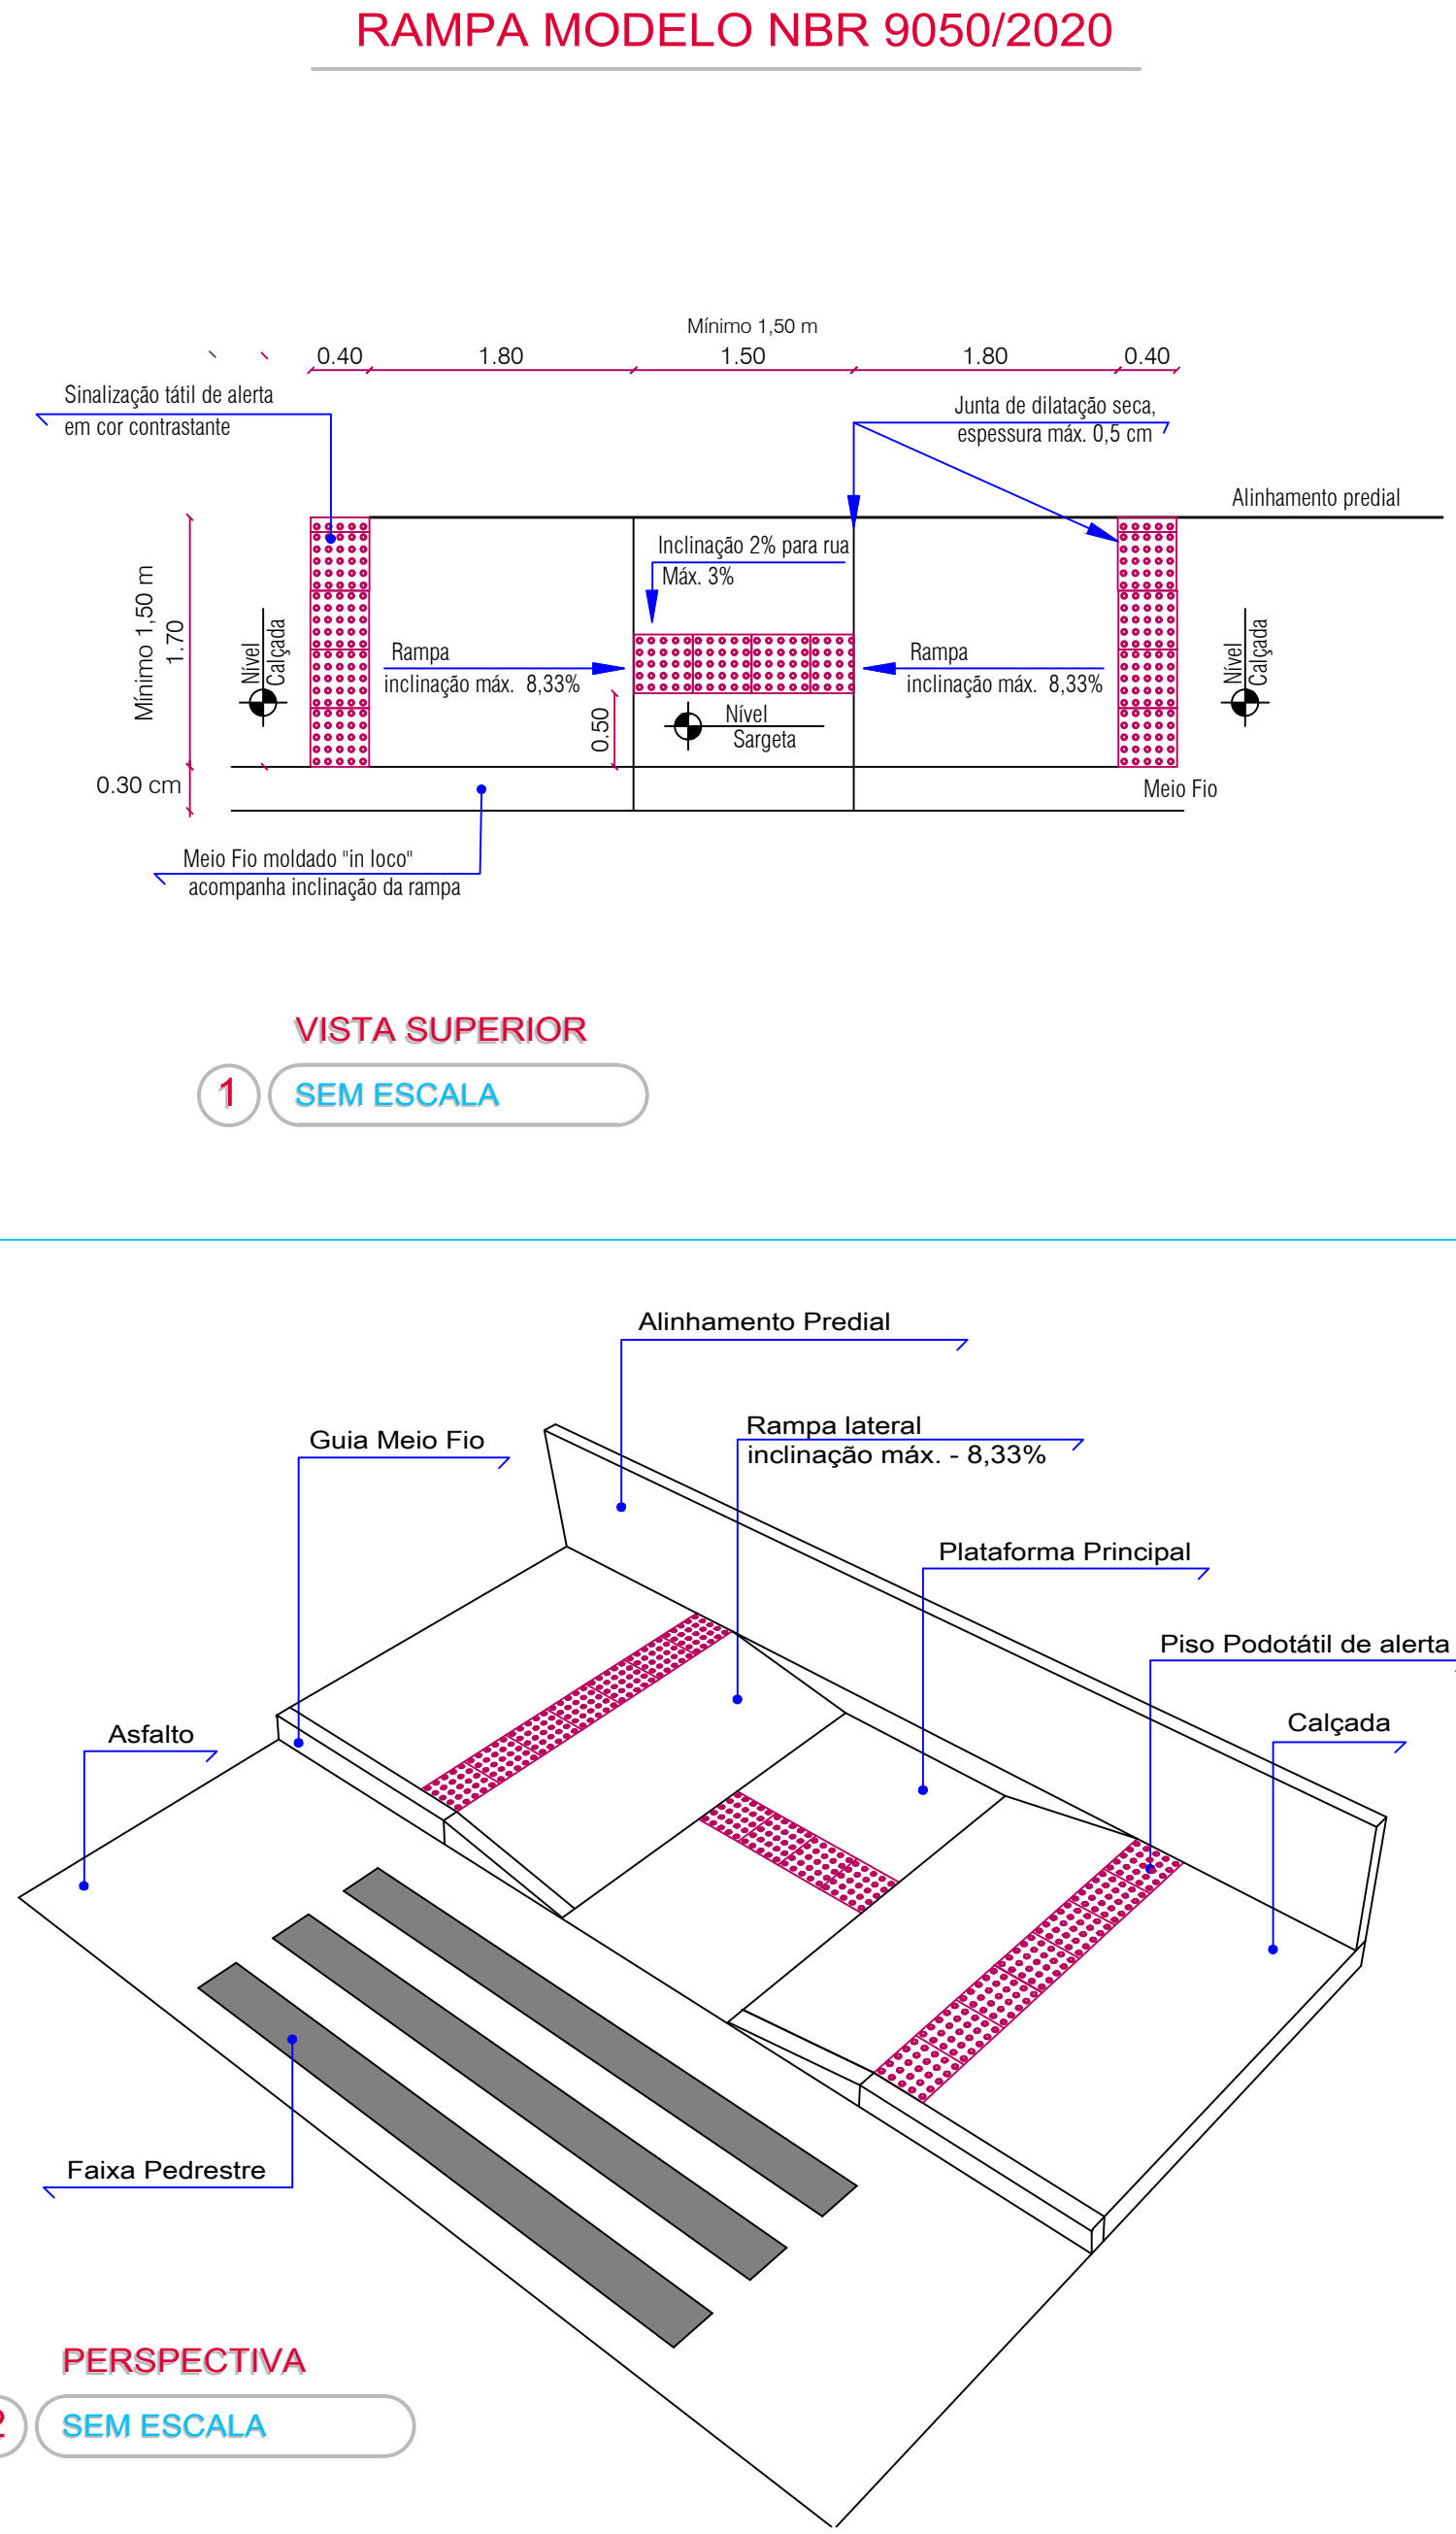 RAMPA MODELO NBR 9050/2020
Mínimo 1,50 m
0.40
1.80
1.50
1.80
0.40
Sinalização tátil de alerta
em cor contrastante
Junta de dilatação seca,
espessura máx. 0,5 cm
Alinhamento predial
Inclinação 2% para rua
Máx. 3%
Mínimo 1,50 m
1.70
Nível
Calçada
Rampa
inclinação máx. 8,33%
Rampa
inclinação máx. 8,33%
Nível
Calçada
0.50
Nível
Sargeta
0.30 cm
Meio Fio
Meio Fio moldado "in loco"
acompanha inclinação da rampa
VISTA SUPERIOR
1
SEM ESCALA
Alinhamento Predial
Guia Meio Fio
Rampa lateral
inclinação máx. - 8,33%
Plataforma Principal
Piso Podotátil de alerta
Asfalto
Calçada
Faixa Pedrestre
PERSPECTIVA
2
SEM ESCALA